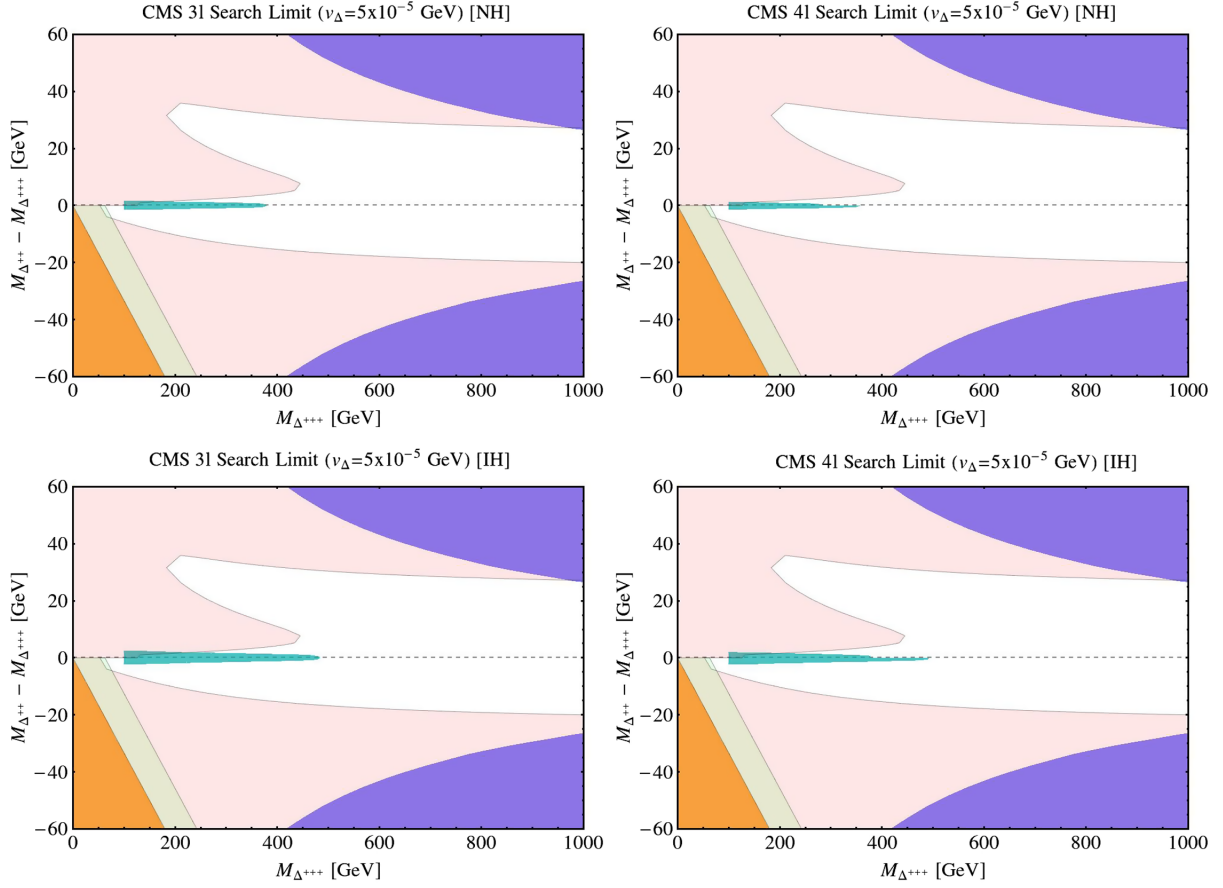 CMS 3l Search Limit (v_Δ=5x10⁻⁵ GeV) [NH]
M_Δ⁺⁺ − M_Δ⁺⁺⁺ [GeV]
60
40
20
0
−20
−40
−60
0 200 400 600 800 1000
M_Δ⁺⁺⁺ [GeV]
CMS 4l Search Limit (v_Δ=5x10⁻⁵ GeV) [NH]
M_Δ⁺⁺ − M_Δ⁺⁺⁺ [GeV]
60
40
20
0
−20
−40
−60
0 200 400 600 800 1000
M_Δ⁺⁺⁺ [GeV]
CMS 3l Search Limit (v_Δ=5x10⁻⁵ GeV) [IH]
M_Δ⁺⁺ − M_Δ⁺⁺⁺ [GeV]
60
40
20
0
−20
−40
−60
0 200 400 600 800 1000
M_Δ⁺⁺⁺ [GeV]
CMS 4l Search Limit (v_Δ=5x10⁻⁵ GeV) [IH]
M_Δ⁺⁺ − M_Δ⁺⁺⁺ [GeV]
60
40
20
0
−20
−40
−60
0 200 400 600 800 1000
M_Δ⁺⁺⁺ [GeV]